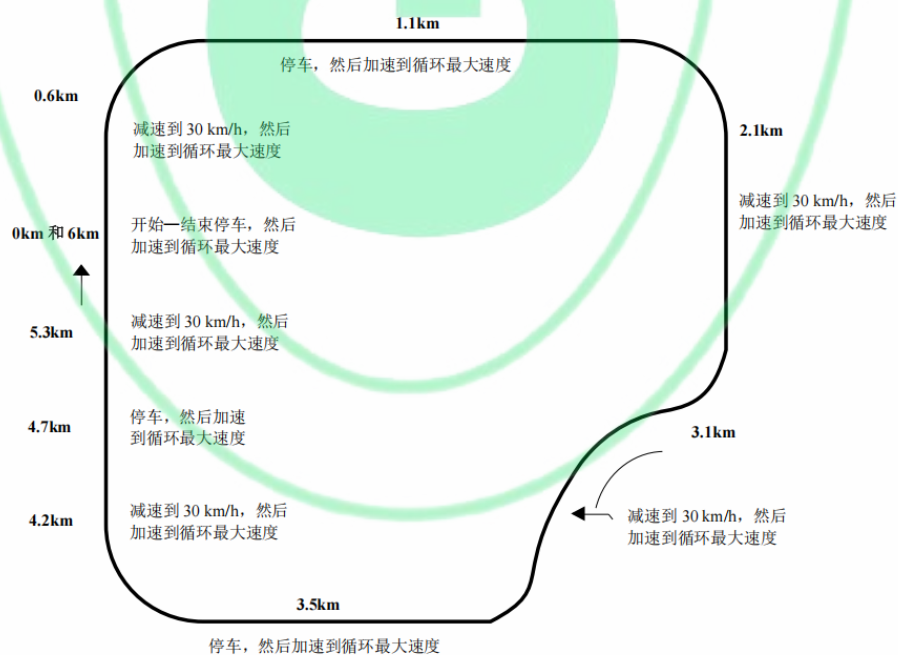 1.1km
停车，然后加速到循环最大速度
0.6km
减速到 30 km/h，然后
加速到循环最大速度
2.1km
减速到 30 km/h，然后
加速到循环最大速度
0km 和 6km
开始—结束停车，然后
加速到循环最大速度
5.3km
减速到 30 km/h，然后
加速到循环最大速度
4.7km
停车，然后加速
到循环最大速度
3.1km
减速到 30 km/h，然后
加速到循环最大速度
4.2km
减速到 30 km/h，然后
加速到循环最大速度
3.5km
停车，然后加速到循环最大速度